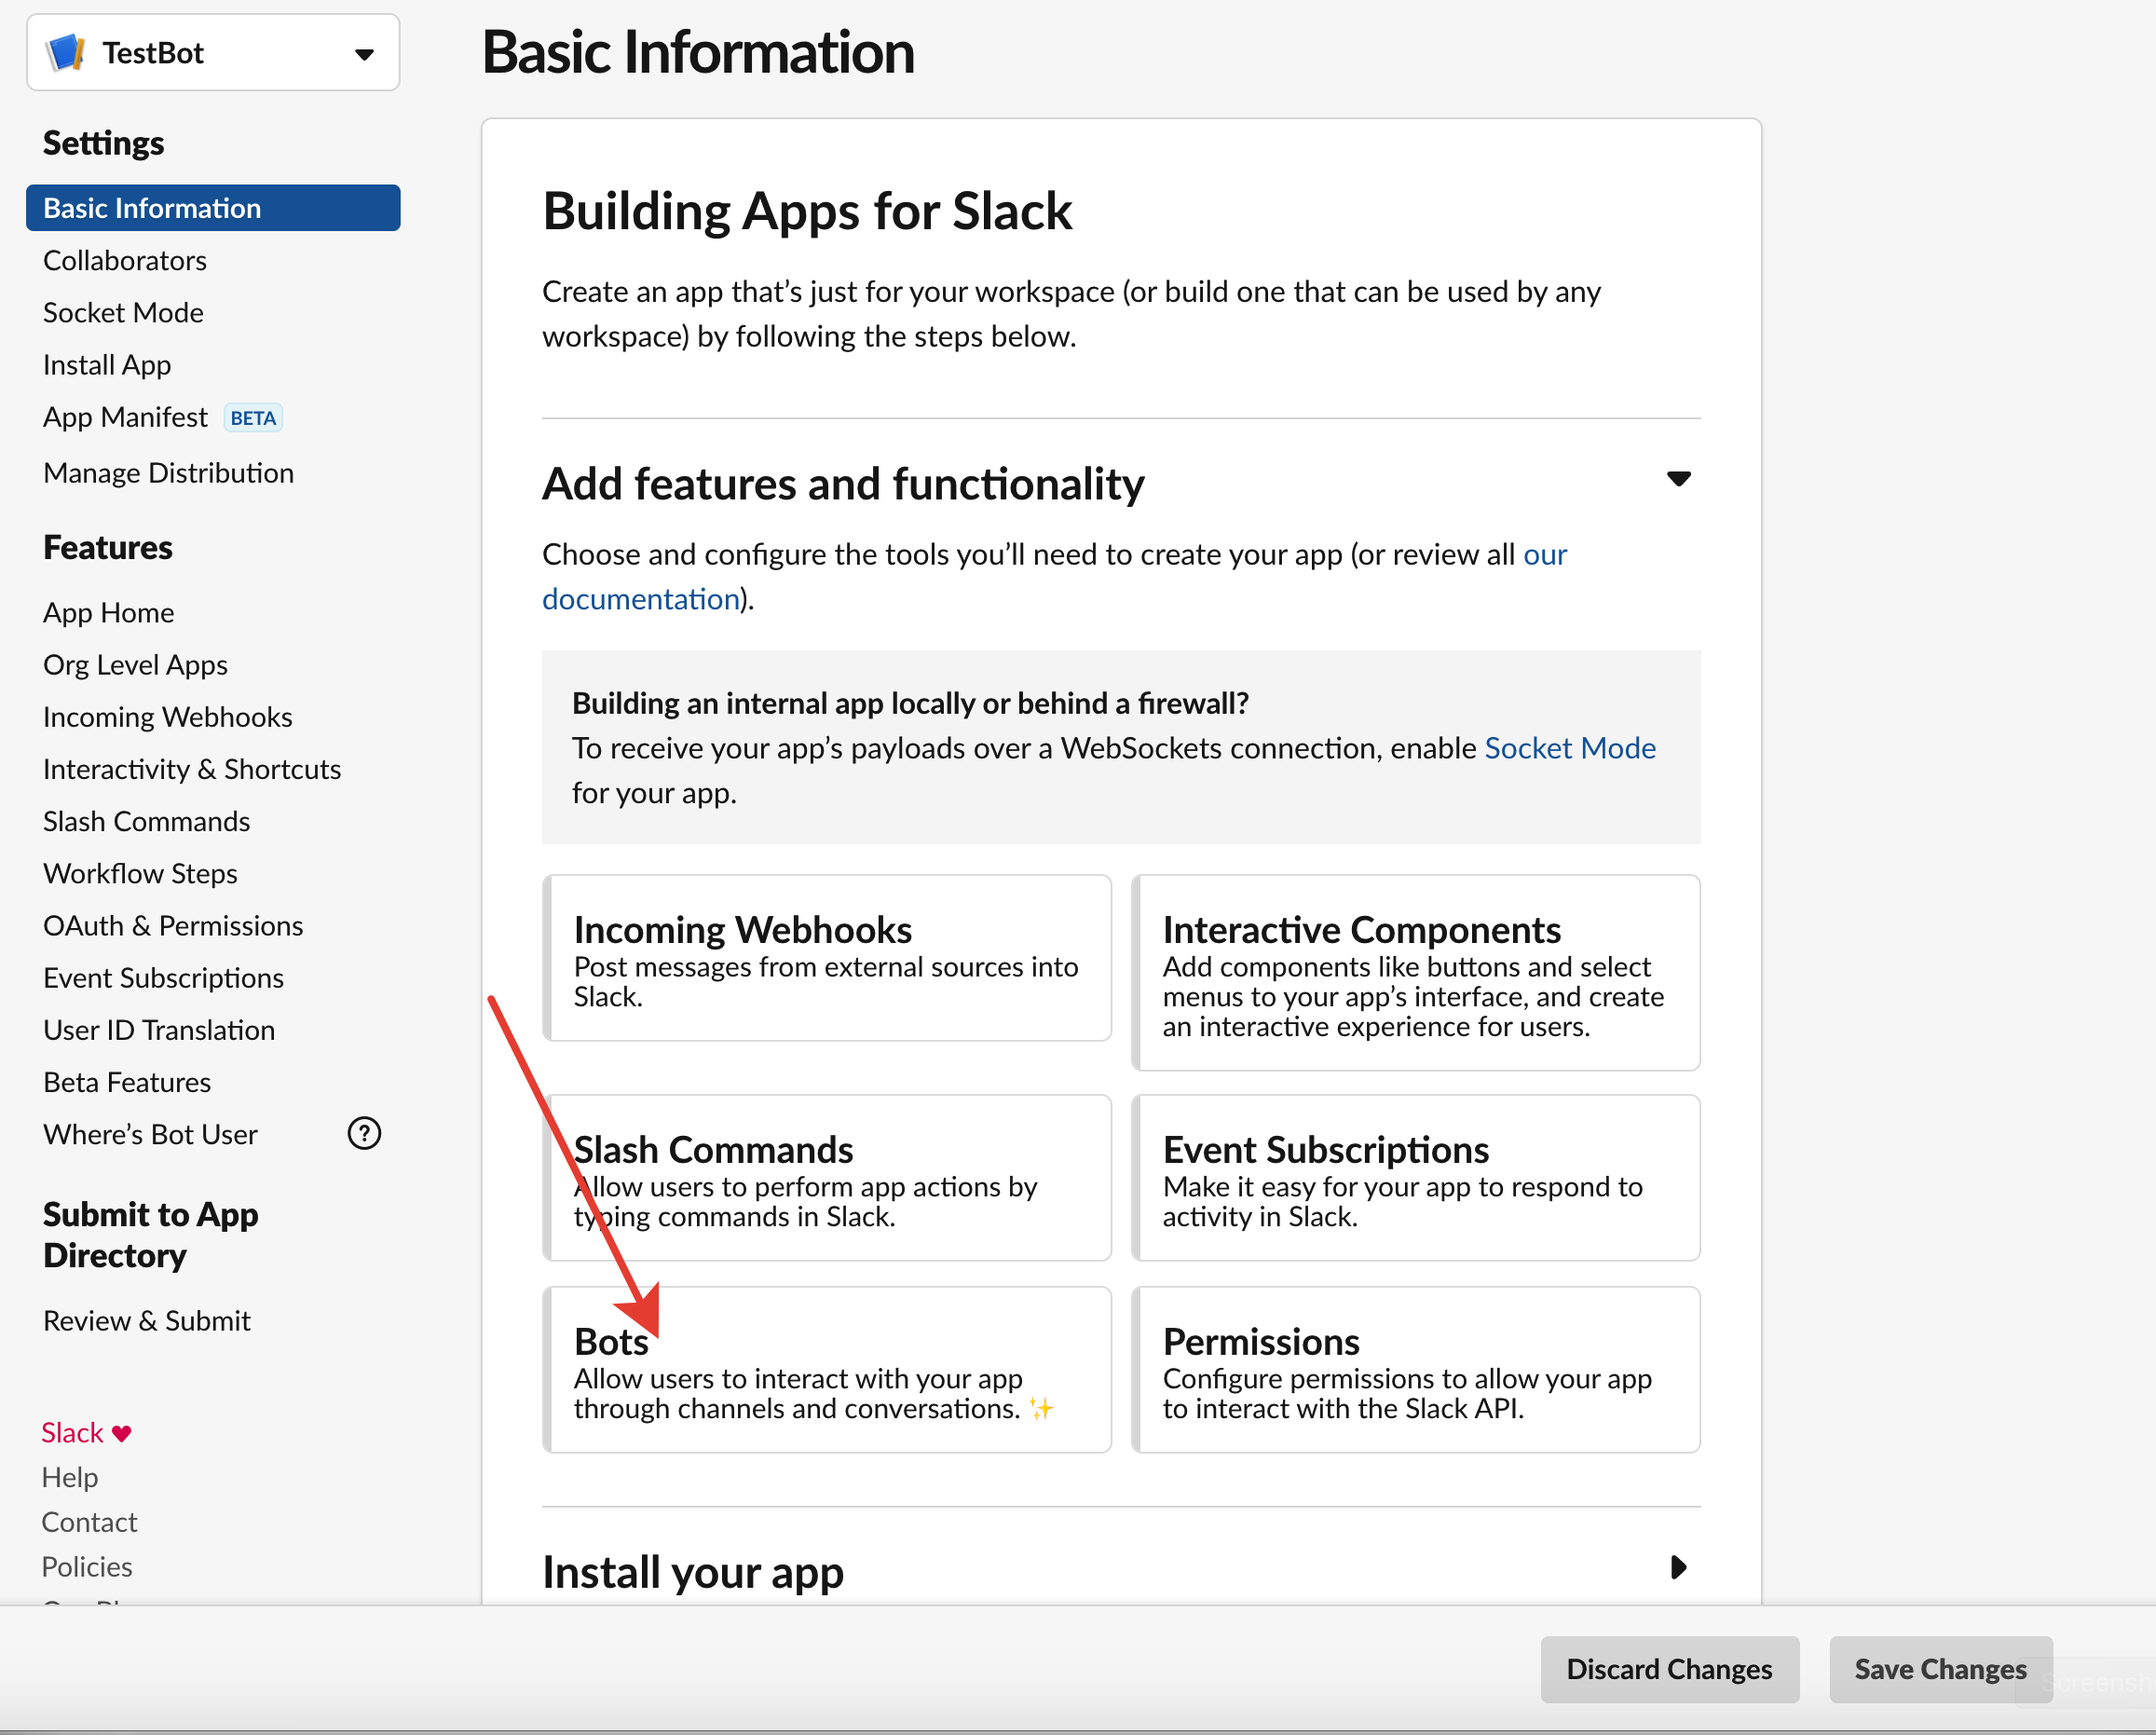 TestBot
Settings
Basic Information
Collaborators
Socket Mode
Install App
App Manifest BETA
Manage Distribution
Features
App Home
Org Level Apps
Incoming Webhooks
Interactivity & Shortcuts
Slash Commands
Workflow Steps
OAuth & Permissions
Event Subscriptions
User ID Translation
Beta Features
Where’s Bot User ?
Submit to App
Directory
Review & Submit
Slack
Help
Contact
Policies
Basic Information
Building Apps for Slack
Create an app that’s just for your workspace (or build one that can be used by any
workspace) by following the steps below.
Add features and functionality
Choose and configure the tools you’ll need to create your app (or review all our
documentation).
Building an internal app locally or behind a firewall?
To receive your app’s payloads over a WebSockets connection, enable Socket Mode
for your app.
Incoming Webhooks
Post messages from external sources into
Slack.
Interactive Components
Add components like buttons and select
menus to your app’s interface, and create
an interactive experience for users.
Slash Commands
Allow users to perform app actions by
typing commands in Slack.
Event Subscriptions
Make it easy for your app to respond to
activity in Slack.
Bots
Allow users to interact with your app
through channels and conversations. ✨
Permissions
Configure permissions to allow your app
to interact with the Slack API.
Install your app
Discard Changes
Save Changes